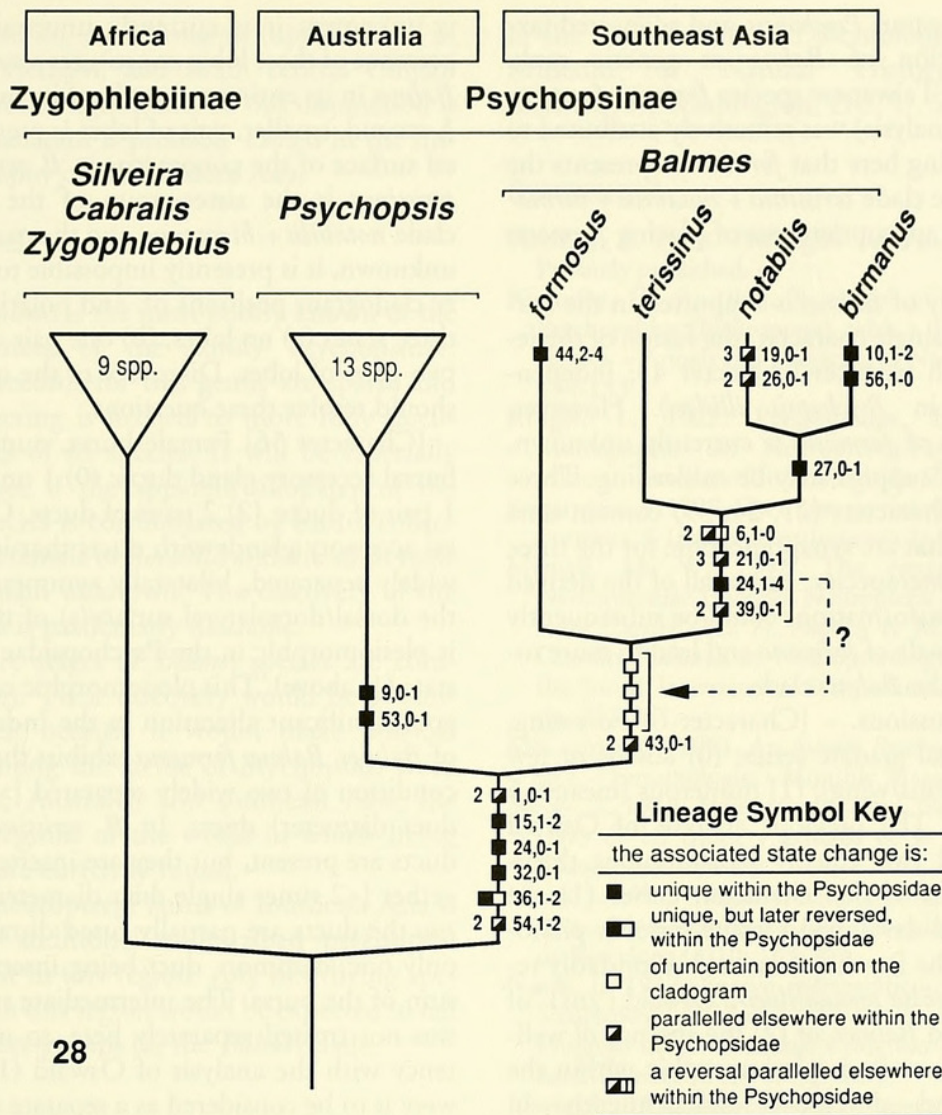 Africa
Australia
Southeast Asia
Zygophlebiinae
Psychopsinae
Silveira
Cabralis
Zygophlebius
Psychopsis
Balmes
formosus
terissinus
notabilis
birmanus
9 spp.
13 spp.
44,2-4
3 19,0-1
2 26,0-1
10,1-2
56,1-0
27,0-1
2 6,1-0
3 21,0-1
24,1-4
2 39,0-1
?
9,0-1
53,0-1
2 43,0-1
2 1,0-1
15,1-2
24,0-1
32,0-1
36,1-2
2 54,1-2
Lineage Symbol Key
the associated state change is:
unique within the Psychopsidae
unique, but later reversed,
within the Psychopsidae
of uncertain position on the
cladogram
parallelled elsewhere within the
Psychopsidae
a reversal parallelled elsewhere
within the Psychopsidae
28